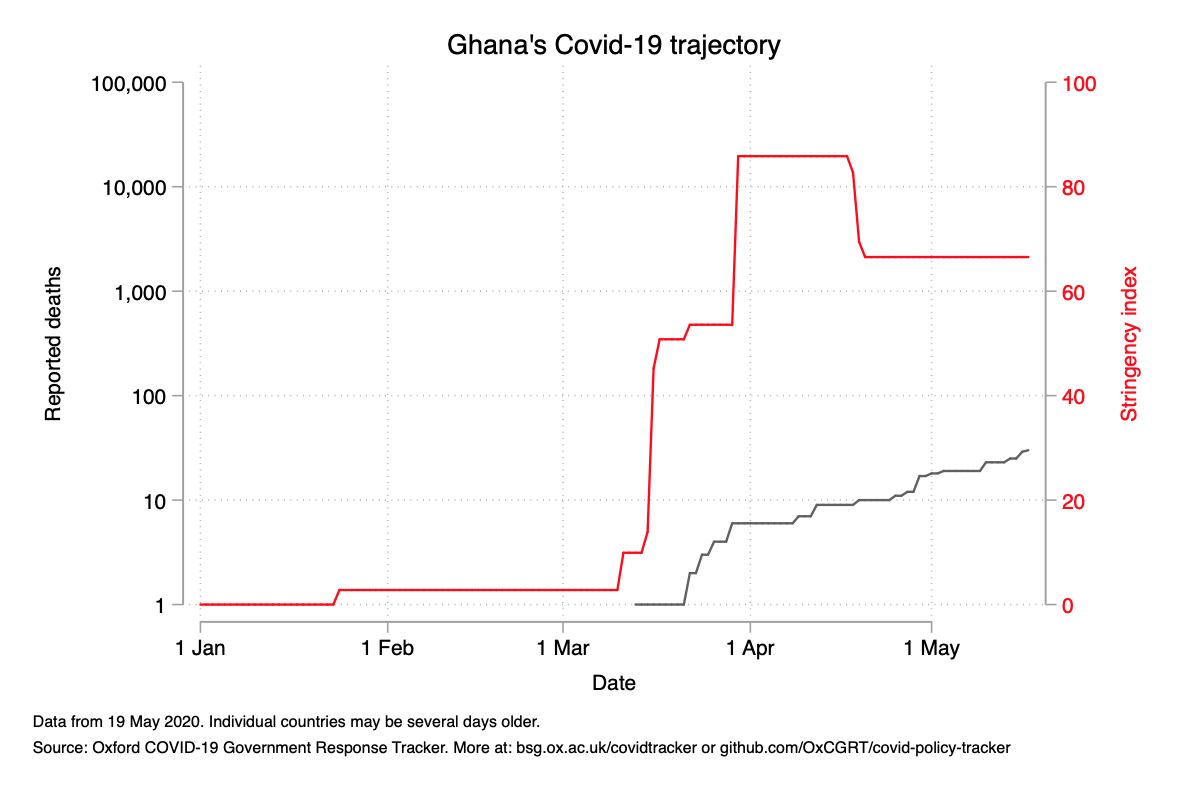 Ghana's Covid-19 trajectory
100,000
10,000
1,000
100
10
1
Reported deaths
100
80
60
40
20
0
Stringency index
1 Jan
1 Feb
1 Mar
1 Apr
1 May
Date
Data from 19 May 2020. Individual countries may be several days older.
Source: Oxford COVID-19 Government Response Tracker. More at: bsg.ox.ac.uk/covidtracker or github.com/OxCGRT/covid-policy-tracker